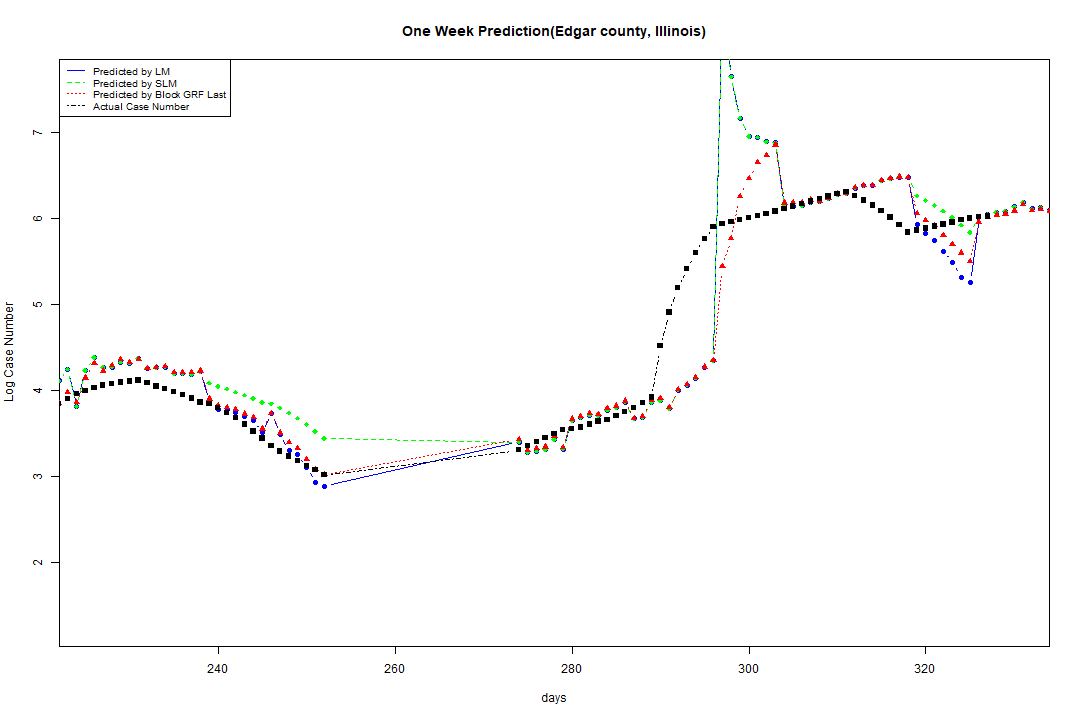 One Week Prediction(Edgar county, Illinois)
Predicted by LM
Predicted by SLM
Predicted by Block GRF Last
Actual Case Number
7
6
5
4
3
2
Log Case Number
240 260 280 300 320
days